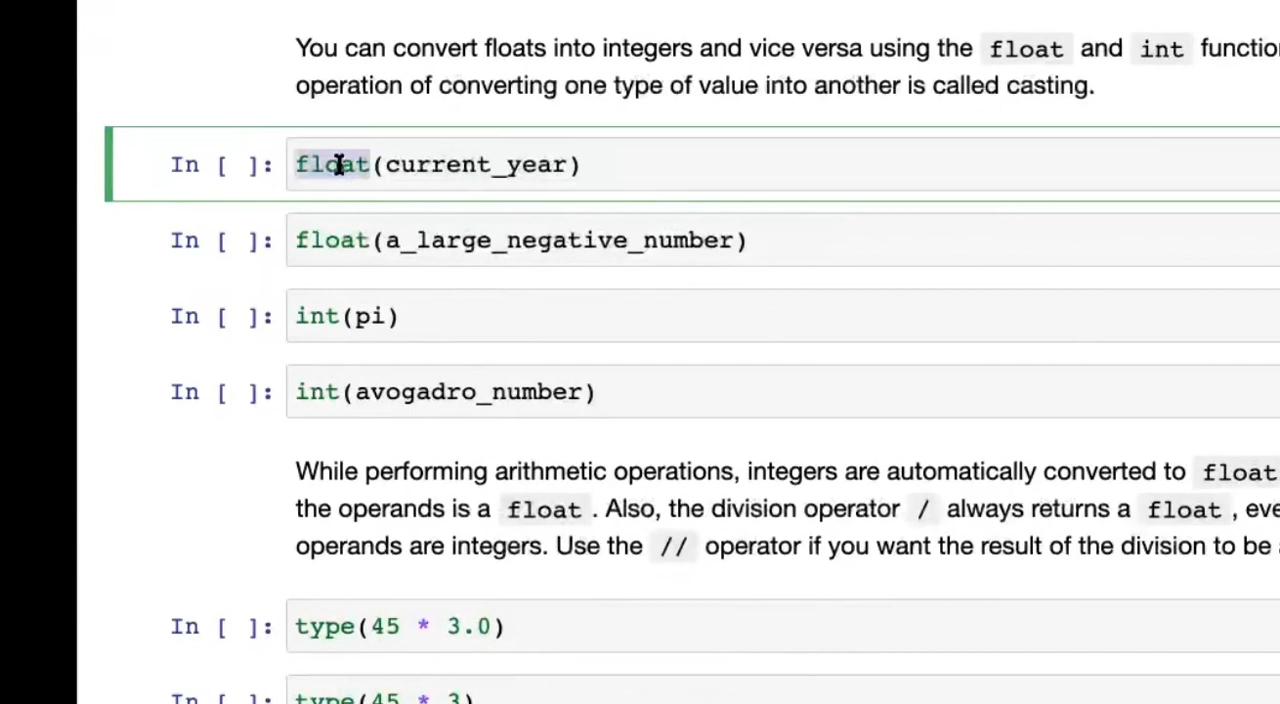 You can convert floats into integers and vice versa using the float and int
operation of converting one type of value into another is called casting.
In [ ]: float(current_year)
In [ ]: float(a_large_negative_number)
In [ ]: int(pi)
In [ ]: int(avogadro_number)
While performing arithmetic operations, integers are automatically converted to float
the operands is a float . Also, the division operator / always returns a float ,
operands are integers. Use the // operator if you want the result of the division to be
In [ ]: type(45 * 3.0)
In [ ]: type(45 * 3)